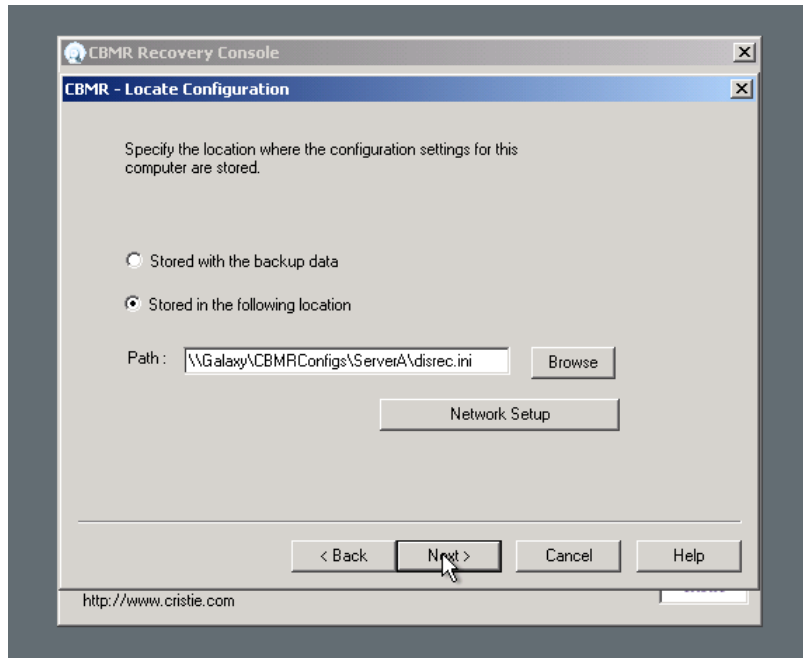 CBMR Recovery Console
CBMR - Locate Configuration
Specify the location where the configuration settings for this
computer are stored.
Stored with the backup data
Stored in the following location
Path : \\Galaxy\CBMRConfigs\ServerA\disrec.ini Browse
Network Setup
< Back Next > Cancel Help
http://www.cristie.com